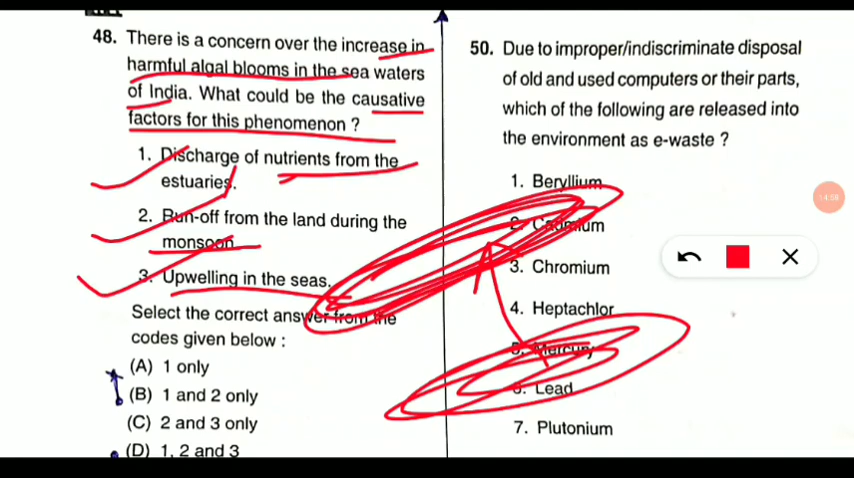 48. There is a concern over the increase in
harmful algal blooms in the sea waters
of India. What could be the causative
factors for this phenomenon ?
1. Discharge of nutrients from the
estuaries.
2. Run-off from the land during the
monsoon.
3. Upwelling in the seas.
Select the correct answer from the
codes given below :
(A) 1 only
(B) 1 and 2 only
(C) 2 and 3 only
(D) 1, 2 and 3
50. Due to improper/indiscriminate disposal
of old and used computers or their parts,
which of the following are released into
the environment as e-waste ?
1. Beryllium
2. Cadmium
3. Chromium
4. Heptachlor
5. Mercury
6. Lead
7. Plutonium
14:58